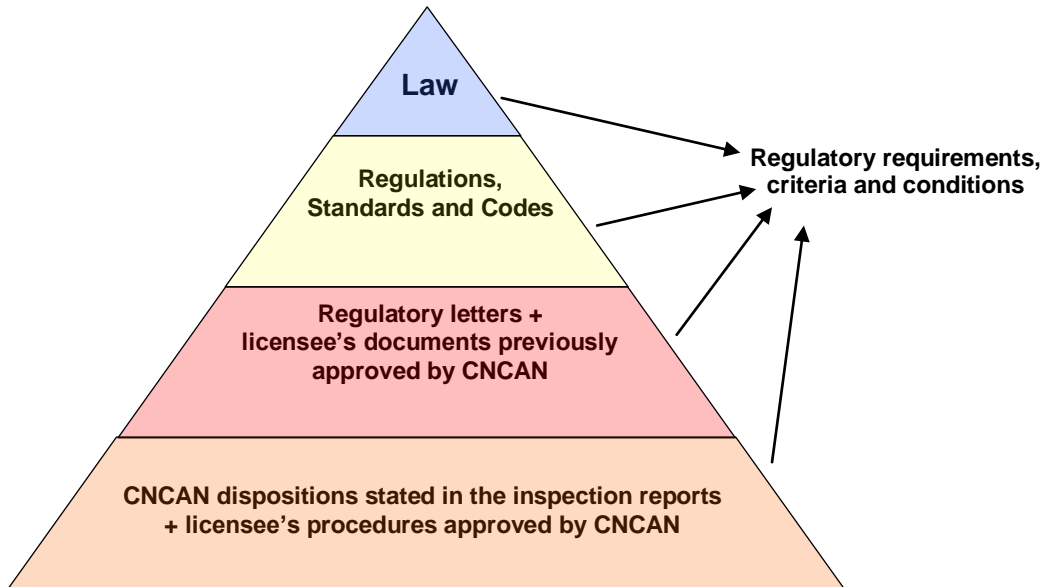 Law
Regulatory requirements,
criteria and conditions
Regulations,
Standards and Codes
Regulatory letters +
licensee’s documents previously
approved by CNCAN
CNCAN dispositions stated in the inspection reports
+ licensee’s procedures approved by CNCAN